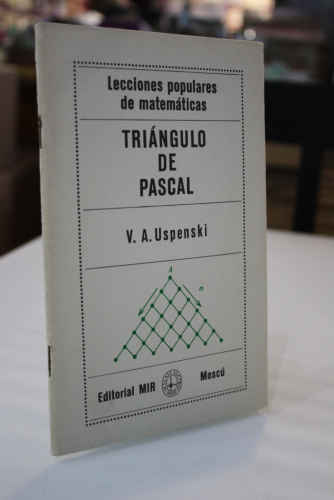 Lecciones populares
de matemáticas
TRIÁNGULO
DE
PASCAL
V. A. Uspenski
A
m
Editorial MIR
Moscú